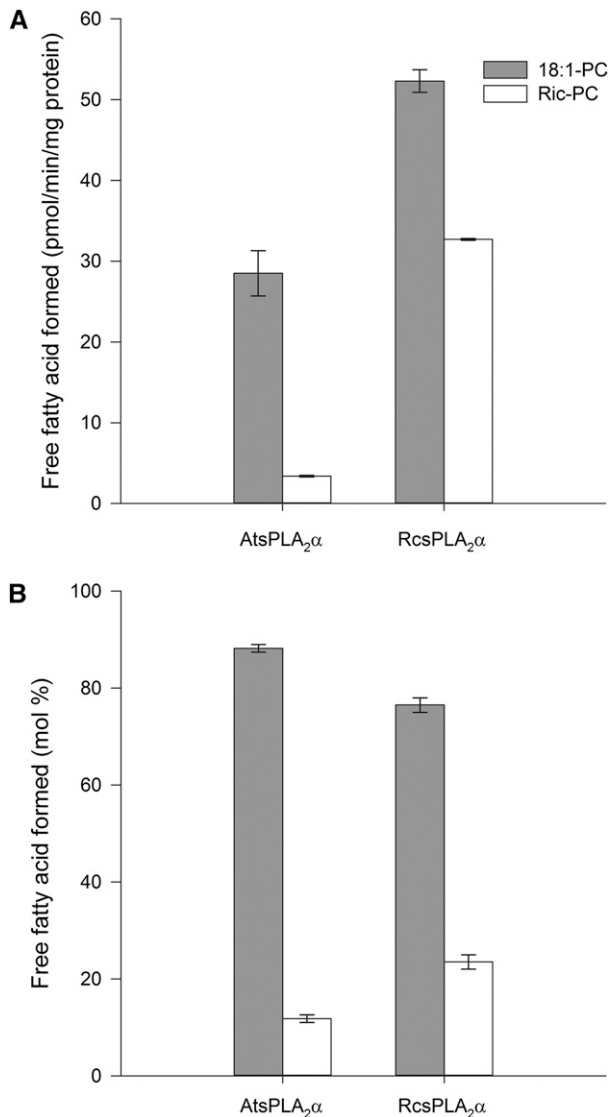 A
Free fatty acid formed (pmol/min/mg protein)
60
50
40
30
20
10
0
18:1-PC
Ric-PC
AtsPLA₂α RcsPLA₂α
B
Free fatty acid formed (mol %)
100
80
60
40
20
0
AtsPLA₂α RcsPLA₂α